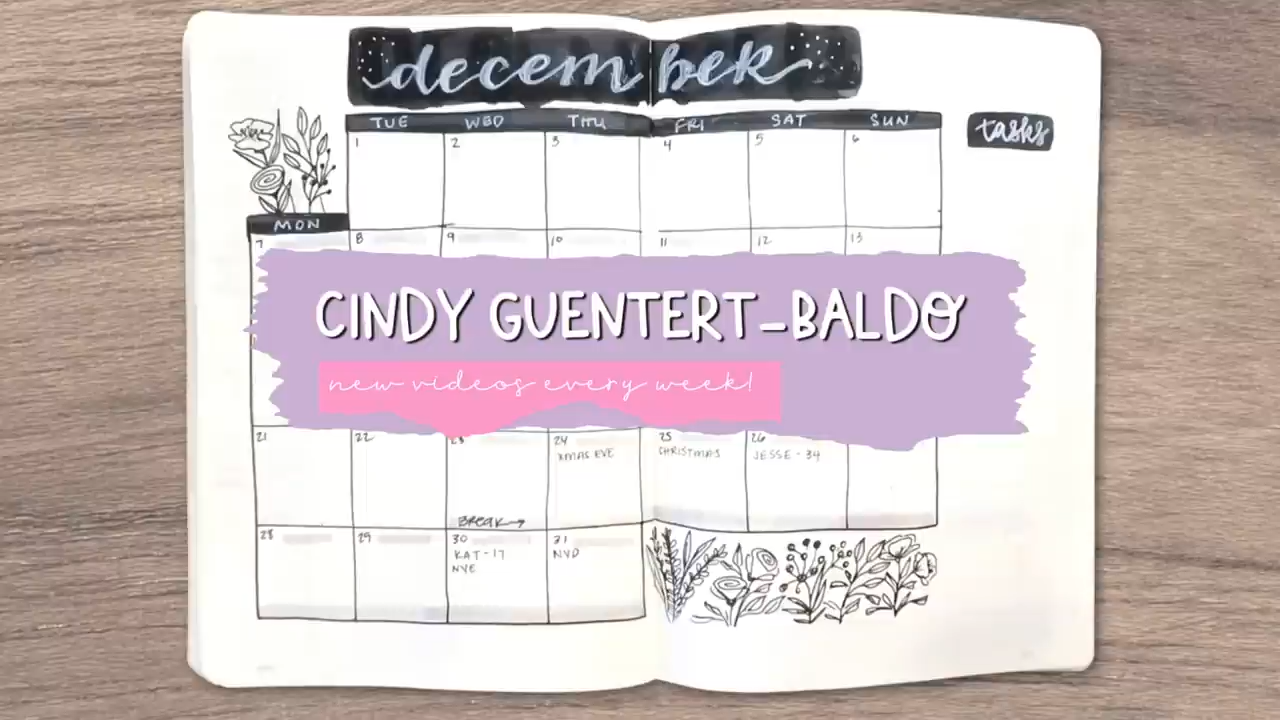 december
TUE WED THU FRI SAT SUN
tasks
1 2 3 4 5 6
MON
7 8 9 10 11 12 13
CINDY GUENTERT-BALDO
new videos every week!
21 22 23 24 25 26
XMAS EVE CHRISTMAS JESSE - 34
BREAK→
28 29 30 31
KAT - 17 NYD
NYE